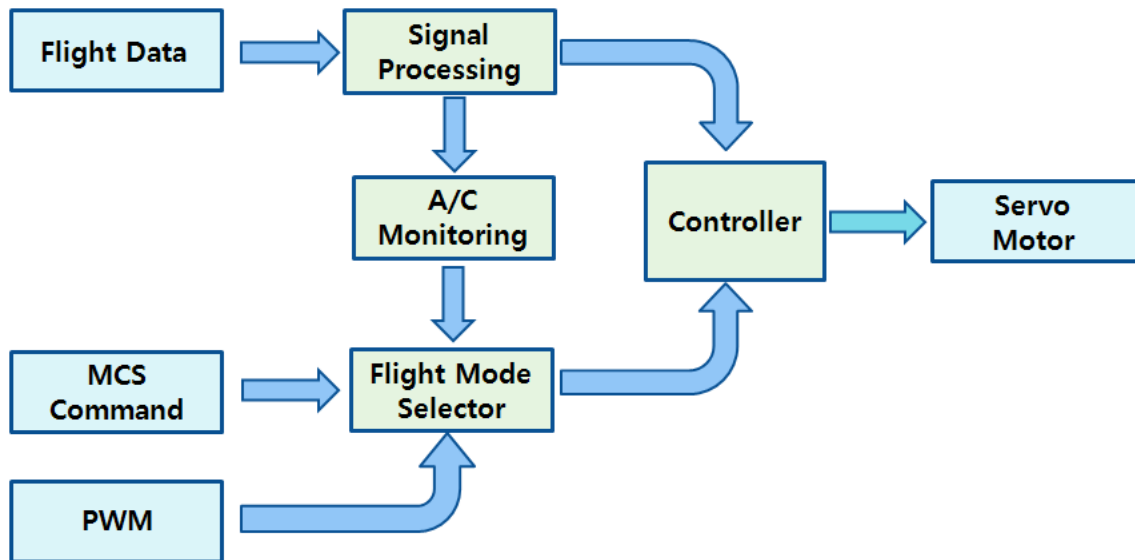 Flight Data
Signal
Processing
A/C
Monitoring
Controller
Servo
Motor
MCS
Command
Flight Mode
Selector
PWM